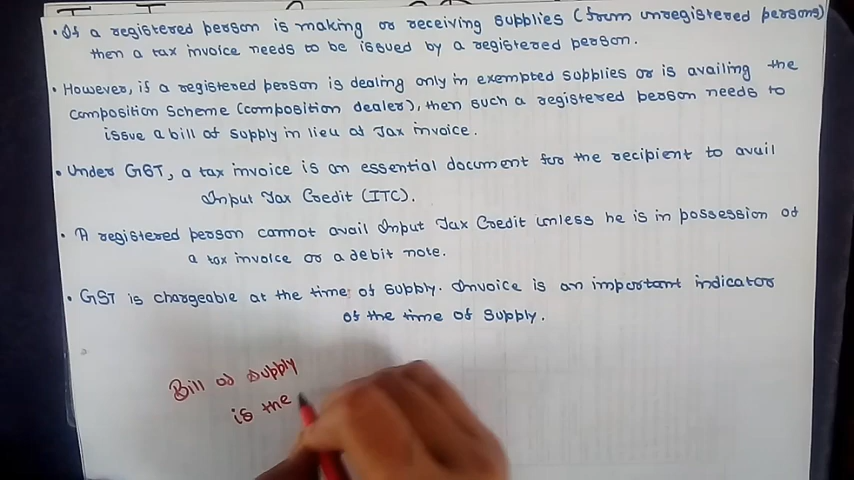 • If a registered person is making or receiving supplies (from unregistered persons)
then a tax invoice needs to be issued by a registered person.
• However, if a registered person is dealing only in exempted supplies or is availing the
composition scheme (composition dealer), then such a registered person needs to
issue a bill of supply in lieu of Tax invoice.
• Under GST, a tax invoice is an essential document for the recipient to avail
Input Tax Credit (ITC).
• A registered person cannot avail Input Tax Credit unless he is in possession of
a tax invoice or a debit note.
• GST is chargeable at the time of supply. Invoice is an important indicator
of the time of supply.
Bill of Supply
is the